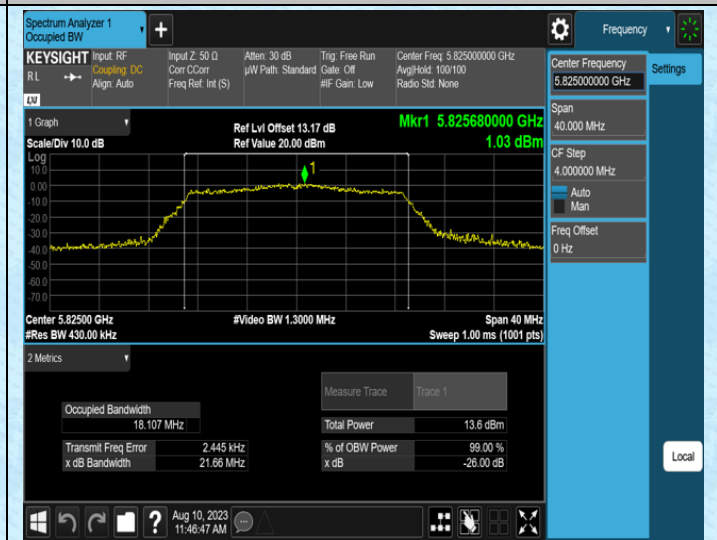 Spectrum Analyzer 1
Occupied BW
+
Frequency
KEYSIGHT
RL
LXI
Input: RF
Coupling: DC
Align: Auto
Input Z: 50 Ω
Corr CCorr
Freq Ref: Int (S)
Atten: 30 dB
µW Path: Standard
Trig: Free Run
Gate: Off
#IF Gain: Low
Center Freq: 5.825000000 GHz
Avg|Hold: 100/100
Radio Std: None
Center Frequency
5.825000000 GHz
Settings
Span
40.000 MHz
CF Step
4.000000 MHz
Auto
Man
Freq Offset
0 Hz
1 Graph
Scale/Div 10.0 dB
Ref Lvl Offset 13.17 dB
Ref Value 20.00 dBm
Mkr1 5.825680000 GHz
1.03 dBm
Log
10.0
0.00
-10.0
-20.0
-30.0
-40.0
-50.0
-60.0
-70.0
1
Center 5.82500 GHz
#Res BW 430.00 kHz
#Video BW 1.3000 MHz
Span 40 MHz
Sweep 1.00 ms (1001 pts)
2 Metrics
Measure Trace
Trace 1
Occupied Bandwidth
18.107 MHz
Total Power
13.6 dBm
Transmit Freq Error
2.445 kHz
% of OBW Power
99.00 %
x dB Bandwidth
21.66 MHz
x dB
-26.00 dB
Local
?
Aug 10, 2023
11:46:47 AM